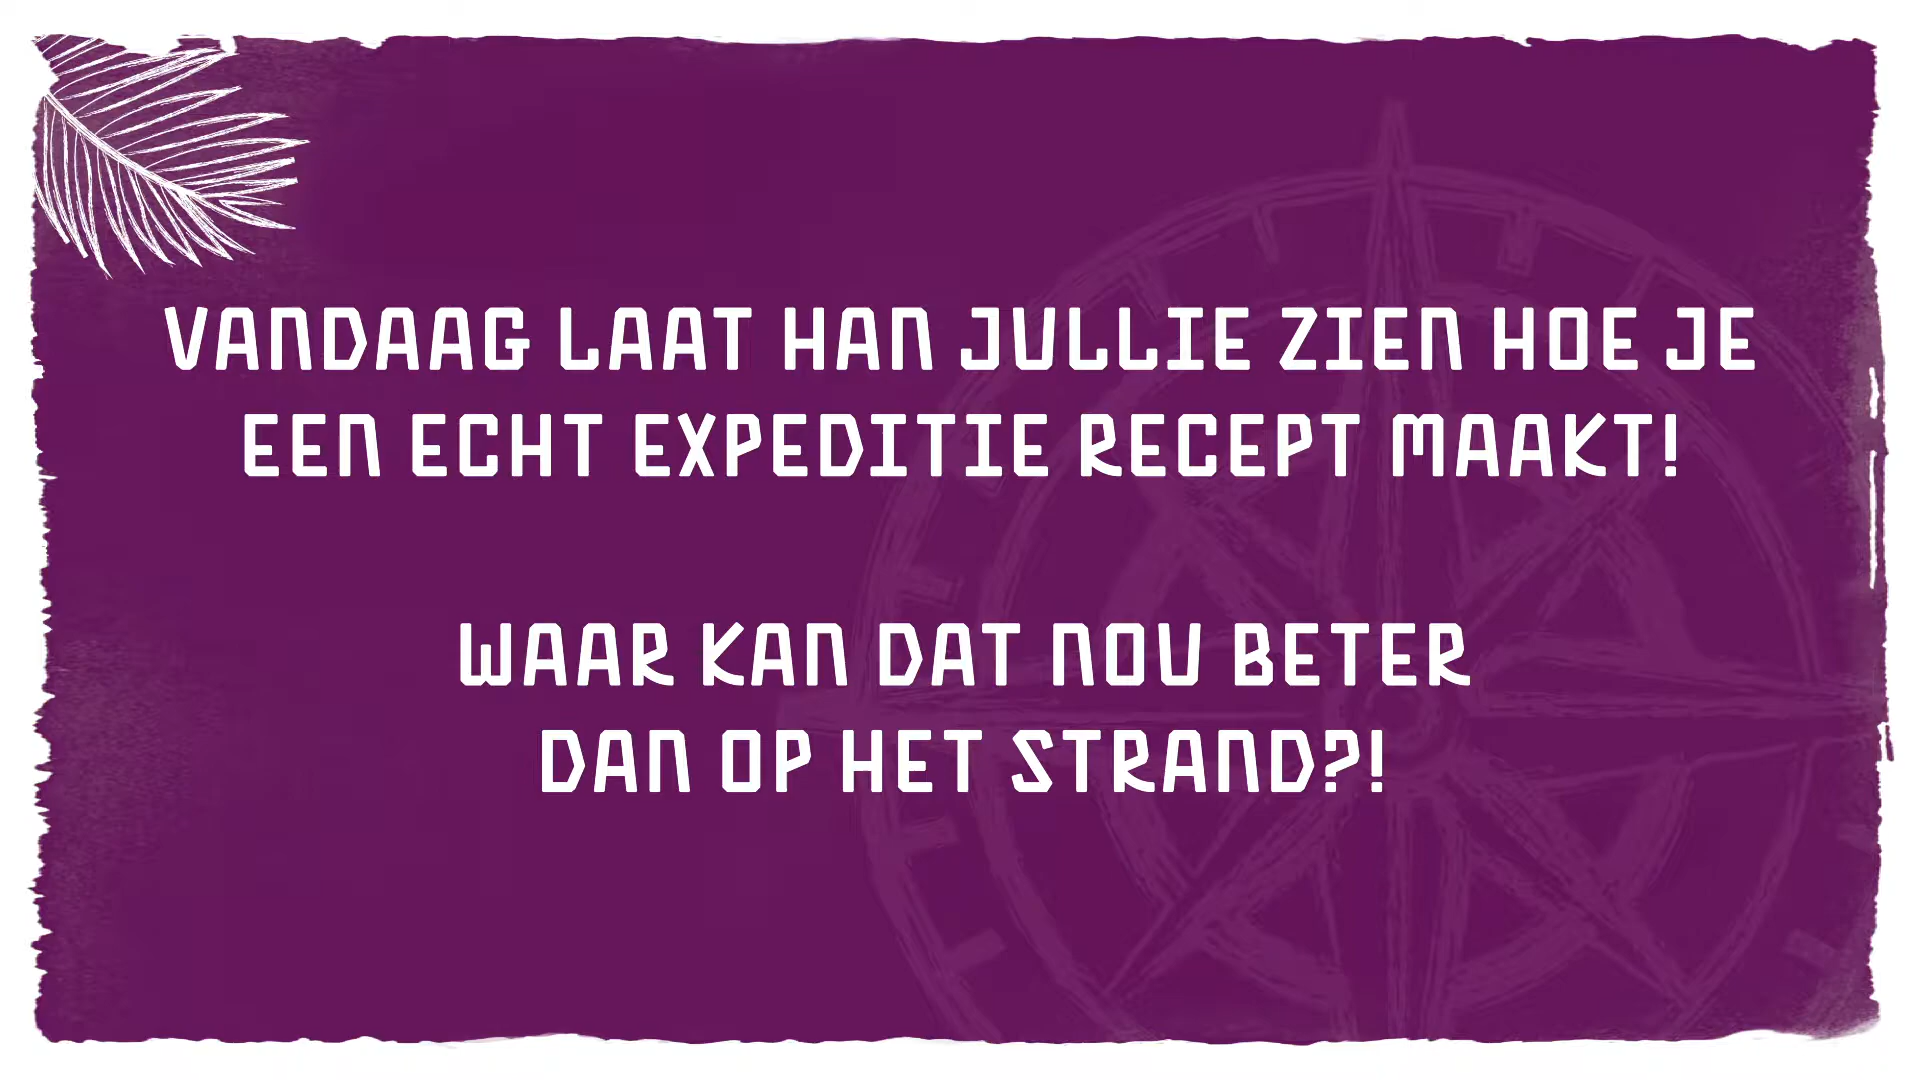 VANDAAG LAAT HAN JULLIE ZIEN HOE JE
EEN ECHT EXPEDITIE RECEPT MAAKT!
WAAR KAN DAT NOU BETER
DAN OP HET STRAND?!